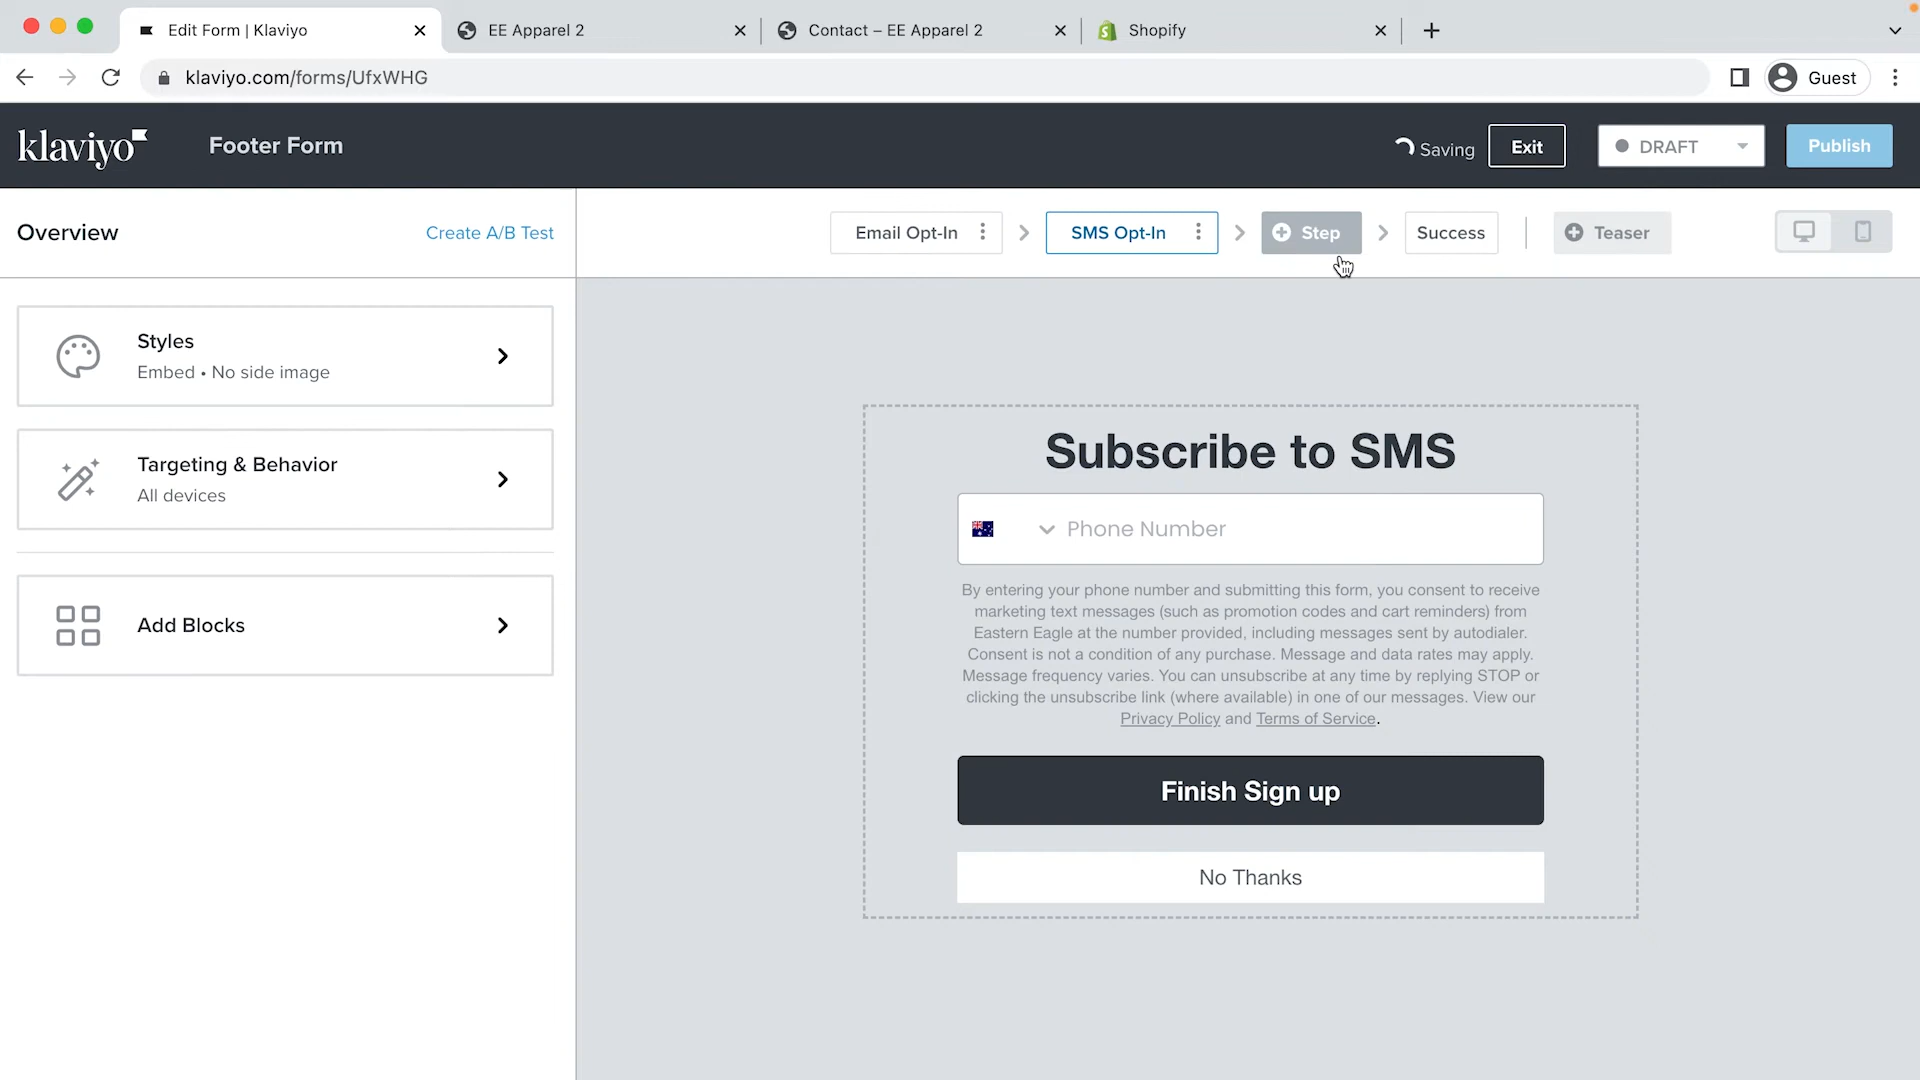 Edit Form | Klaviyo
EE Apparel 2
Contact – EE Apparel 2
Shopify
klaviyo.com/forms/UfxWHG
Guest
klaviyo
Footer Form
Saving
Exit
DRAFT
Publish
Overview
Create A/B Test
Email Opt-In
SMS Opt-In
Step
Success
Teaser
Styles
Embed • No side image
Targeting & Behavior
All devices
Add Blocks
Subscribe to SMS
Phone Number
By entering your phone number and submitting this form, you consent to receive
marketing text messages (such as promotion codes and cart reminders) from
Eastern Eagle at the number provided, including messages sent by autodialer.
Consent is not a condition of any purchase. Message and data rates may apply.
Message frequency varies. You can unsubscribe at any time by replying STOP or
clicking the unsubscribe link (where available) in one of our messages. View our
Privacy Policy and Terms of Service.
Finish Sign up
No Thanks